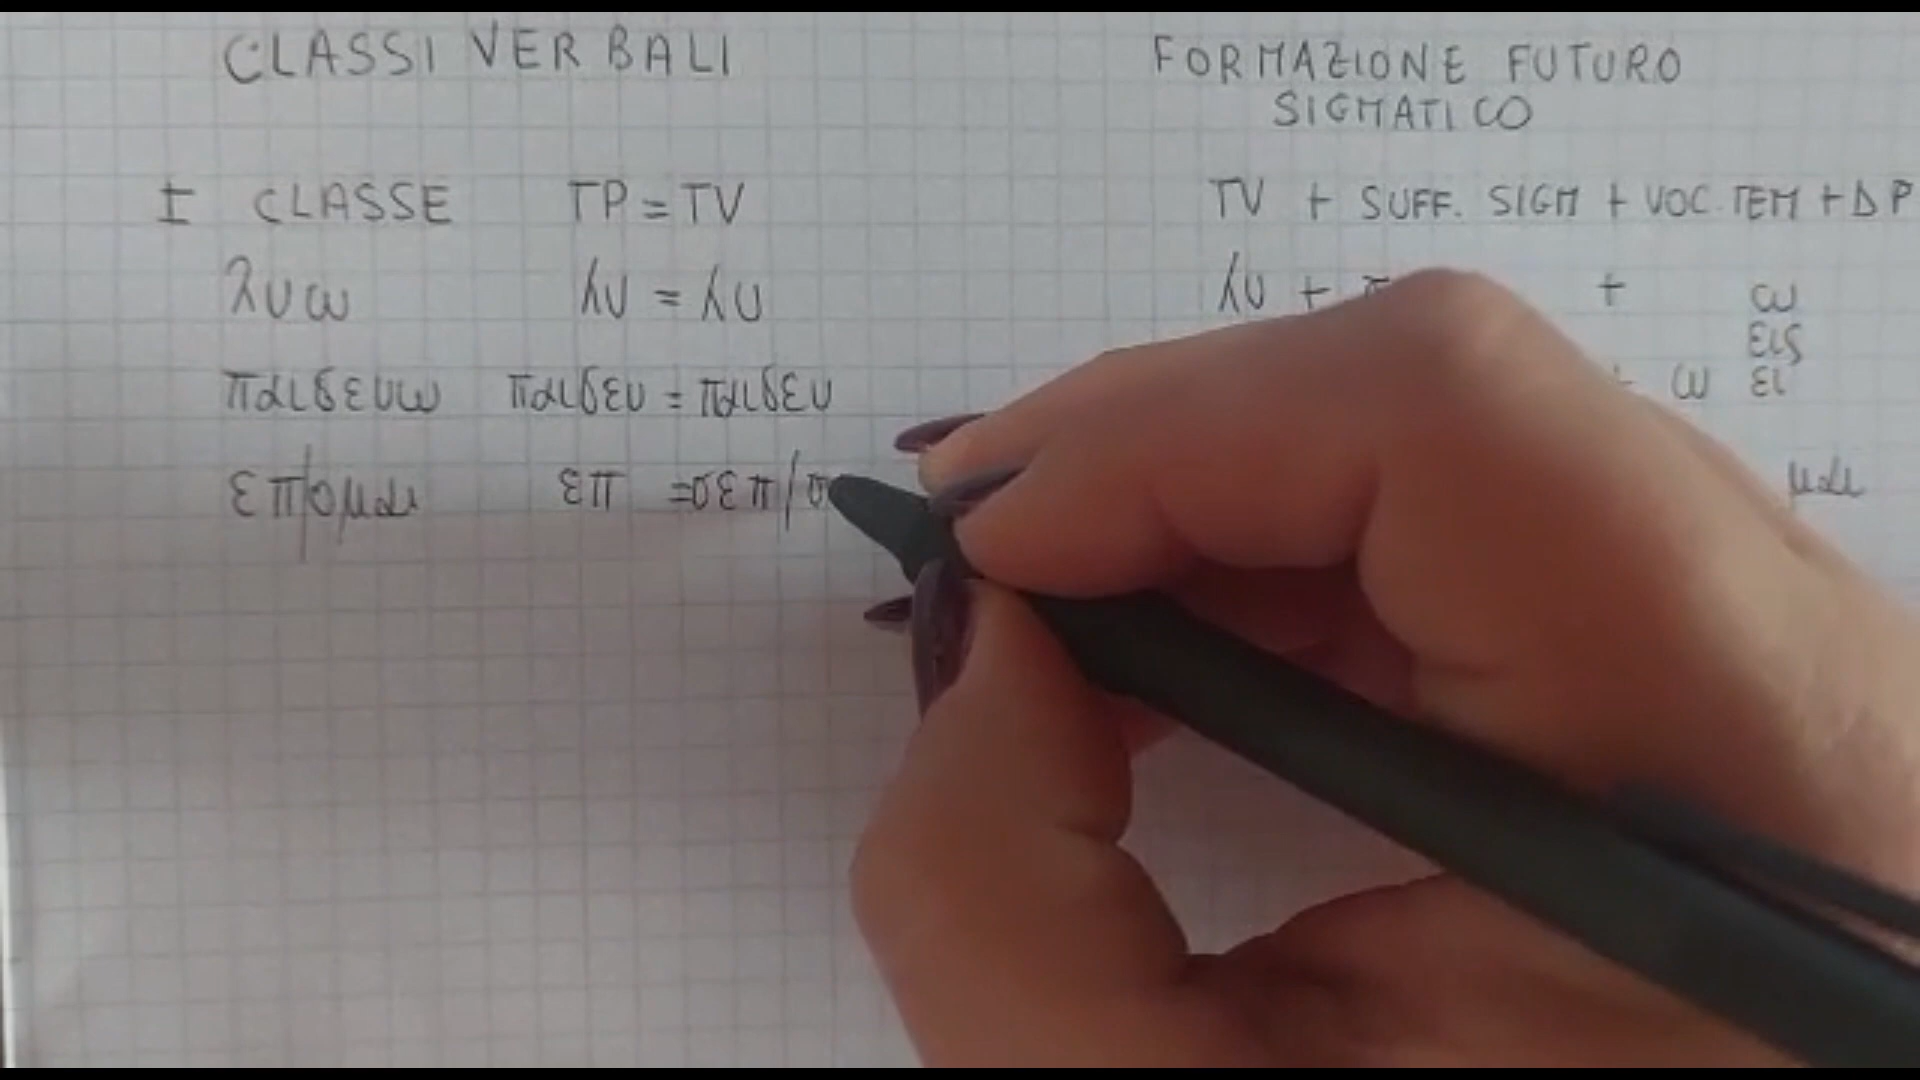 CLASSI VERBALI
I CLASSE TP = TV
λυω λυ = λυ
παιδευω παιδευ = παιδευ
επ/ομαι επ = σεπ/σ
FORMAZIONE FUTURO
SIGMATICO
TV + SUFF. SIGM + VOC. TEM + DP
λυ + + ω
εις
ω ει
μαι